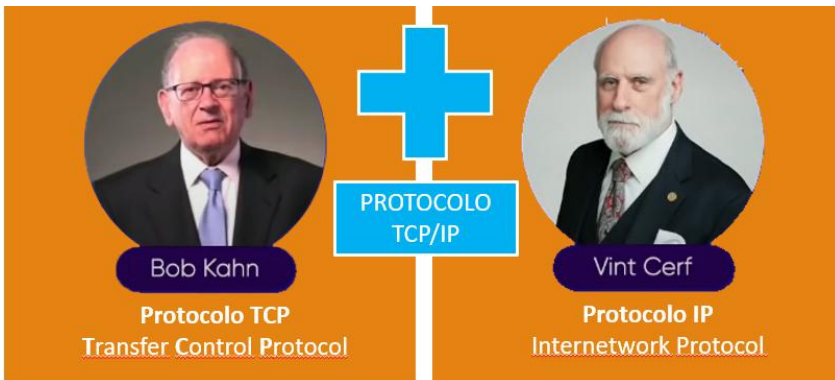 PROTOCOLO
TCP/IP
Bob Kahn
Protocolo TCP
Transfer Control Protocol
Vint Cerf
Protocolo IP
Internetwork Protocol